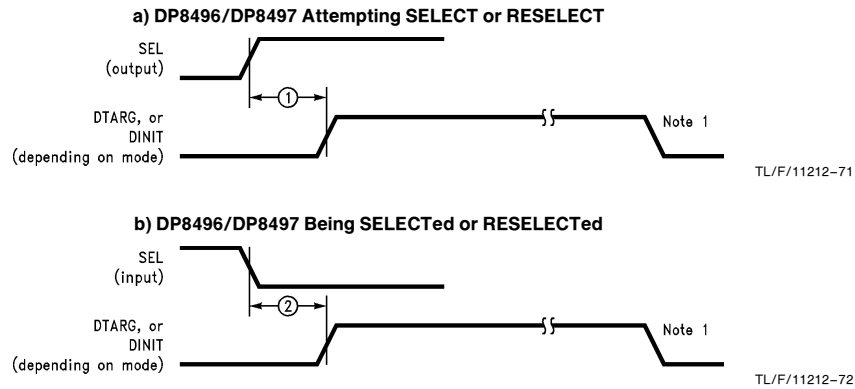 a) DP8496/DP8497 Attempting SELECT or RESELECT
SEL
(output)
1
DTARG, or
DINIT
(depending on mode)
Note 1
TL/F/11212–71
b) DP8496/DP8497 Being SELECTed or RESELECTed
SEL
(input)
2
DTARG, or
DINIT
(depending on mode)
Note 1
TL/F/11212–72